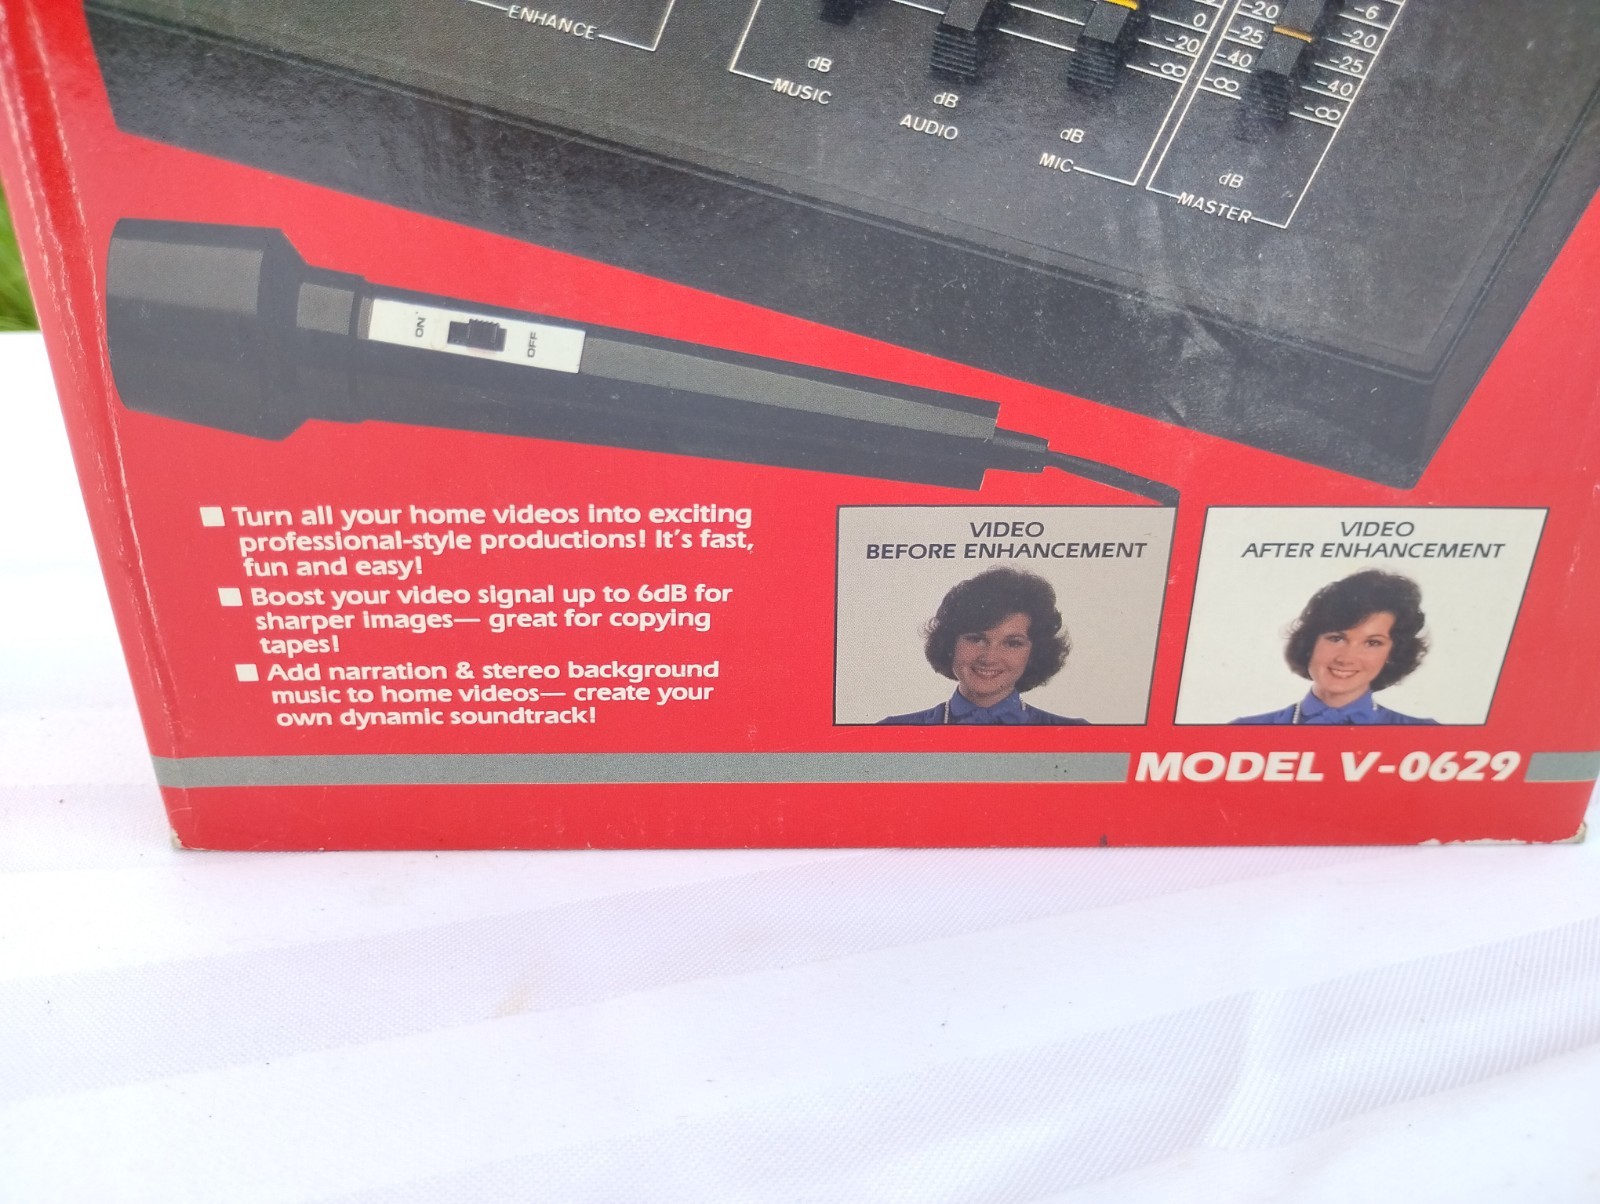 ENHANCE
dB
MUSIC
dB
AUDIO
dB
MIC
0
-20
-∞
-20
-25
-40
-∞
-6
-20
-25
-40
-∞
dB
MASTER
ON
OFF
■ Turn all your home videos into exciting
professional-style productions! It's fast,
fun and easy!
■ Boost your video signal up to 6dB for
sharper images— great for copying
tapes!
■ Add narration & stereo background
music to home videos— create your
own dynamic soundtrack!
VIDEO
BEFORE ENHANCEMENT
VIDEO
AFTER ENHANCEMENT
MODEL V-0629